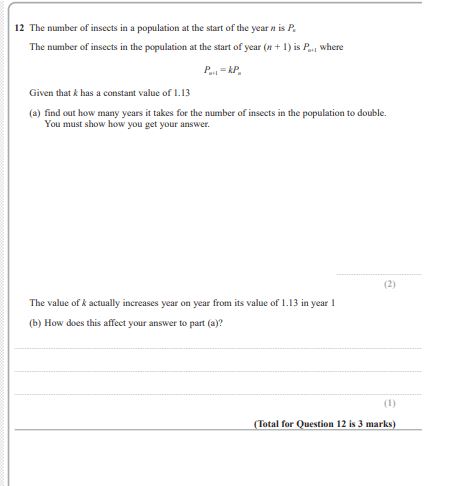 12 The number of insects in a population at the start of the year n is Pₙ
The number of insects in the population at the start of year (n + 1) is Pₙ₊₁ where
Pₙ₊₁ = kPₙ
Given that k has a constant value of 1.13
(a) find out how many years it takes for the number of insects in the population to double.
You must show how you get your answer.
(2)
The value of k actually increases year on year from its value of 1.13 in year 1
(b) How does this affect your answer to part (a)?
(1)
(Total for Question 12 is 3 marks)